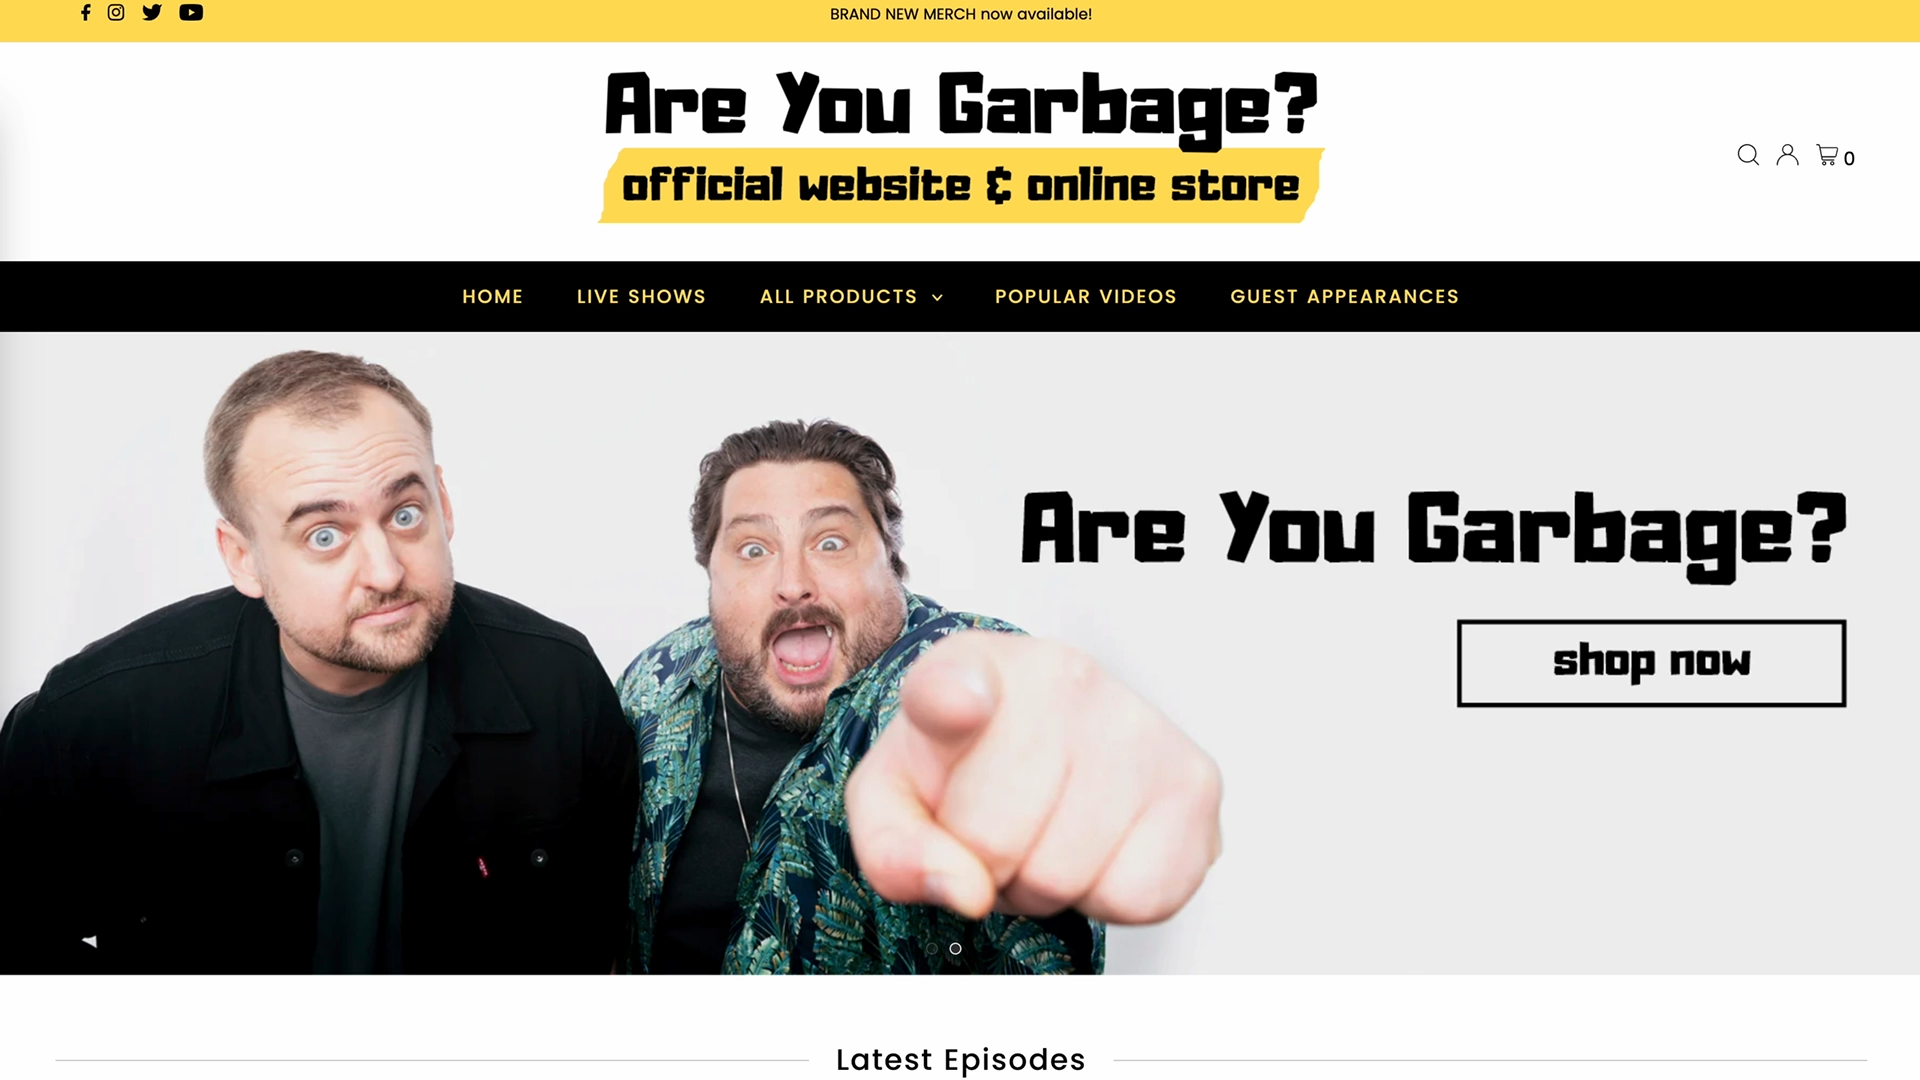 BRAND NEW MERCH now available!
Are You Garbage?
official website & online store
0
HOME LIVE SHOWS ALL PRODUCTS POPULAR VIDEOS GUEST APPEARANCES
Are You Garbage?
shop now
Latest Episodes